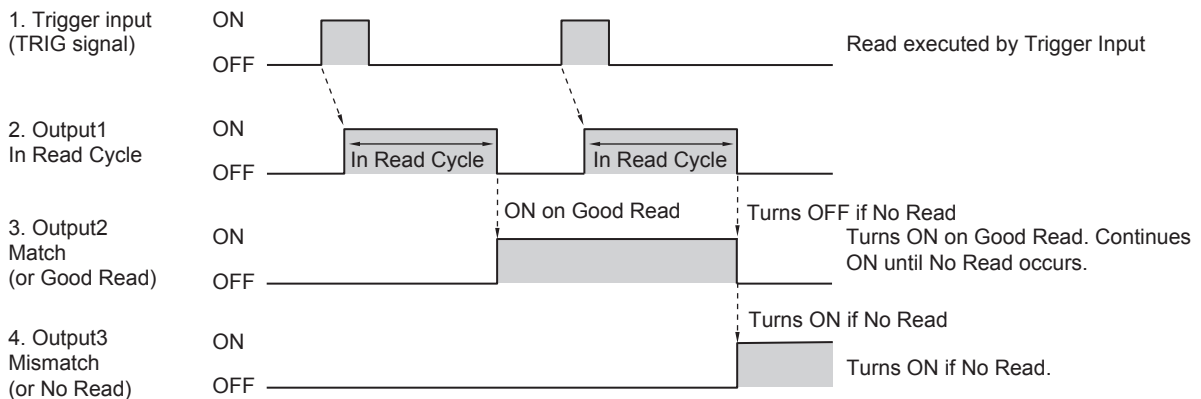 1. Trigger input
(TRIG signal)
ON
OFF
Read executed by Trigger Input
2. Output1
In Read Cycle
ON
OFF
In Read Cycle
In Read Cycle
ON on Good Read
Turns OFF if No Read
3. Output2
Match
(or Good Read)
ON
OFF
Turns ON on Good Read. Continues
ON until No Read occurs.
Turns ON if No Read
4. Output3
Mismatch
(or No Read)
ON
OFF
Turns ON if No Read.